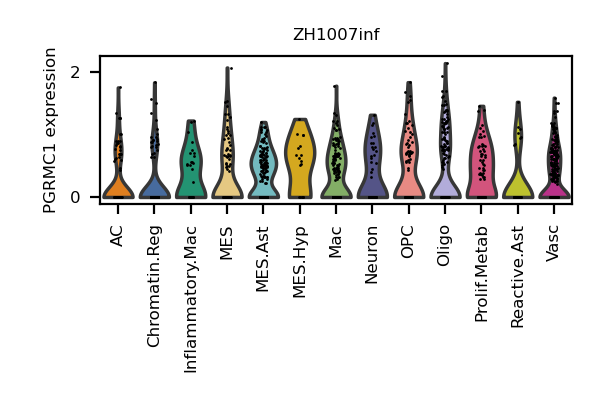 ZH1007inf
PGRMC1 expression
2
0
AC
Chromatin.Reg
Inflammatory.Mac
MES
MES.Ast
MES.Hyp
Mac
Neuron
OPC
Oligo
Prolif.Metab
Reactive.Ast
Vasc